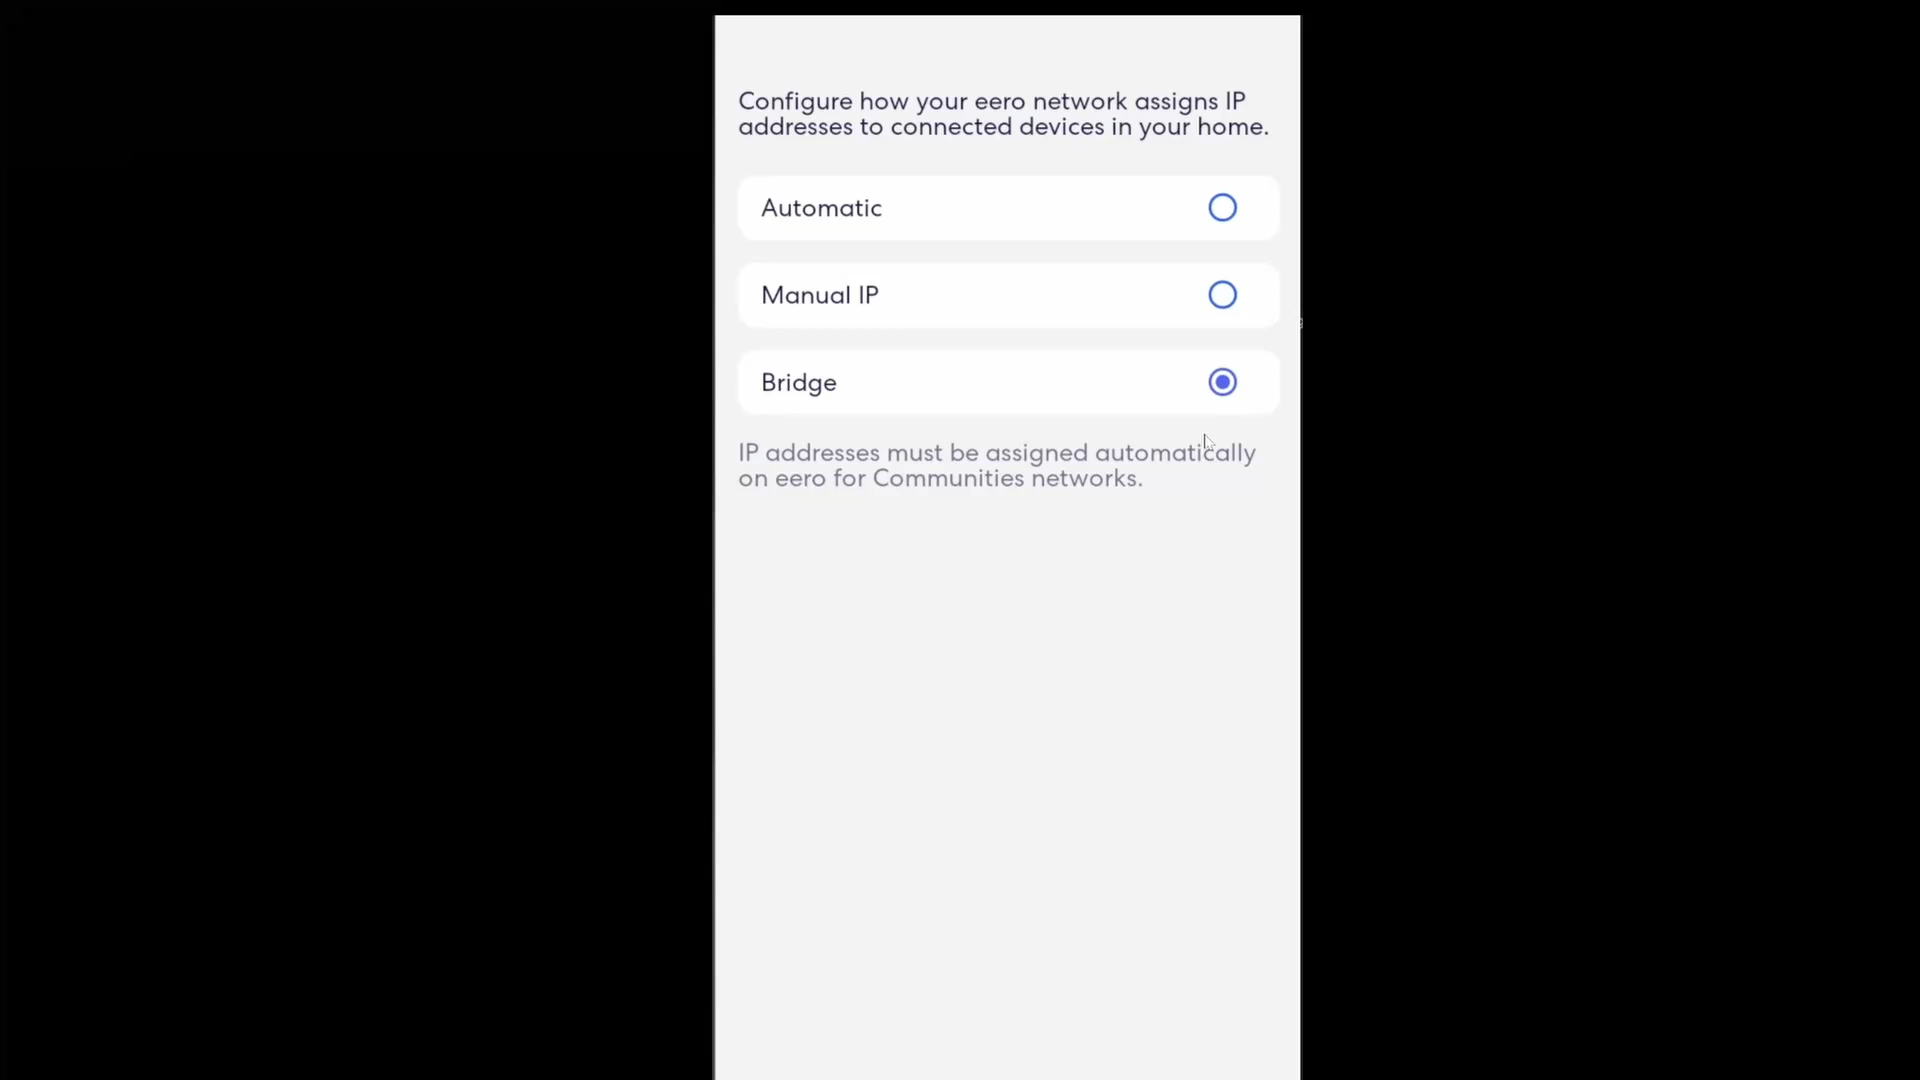 Configure how your eero network assigns IP
addresses to connected devices in your home.
Automatic
Manual IP
Bridge
IP addresses must be assigned automatically
on eero for Communities networks.